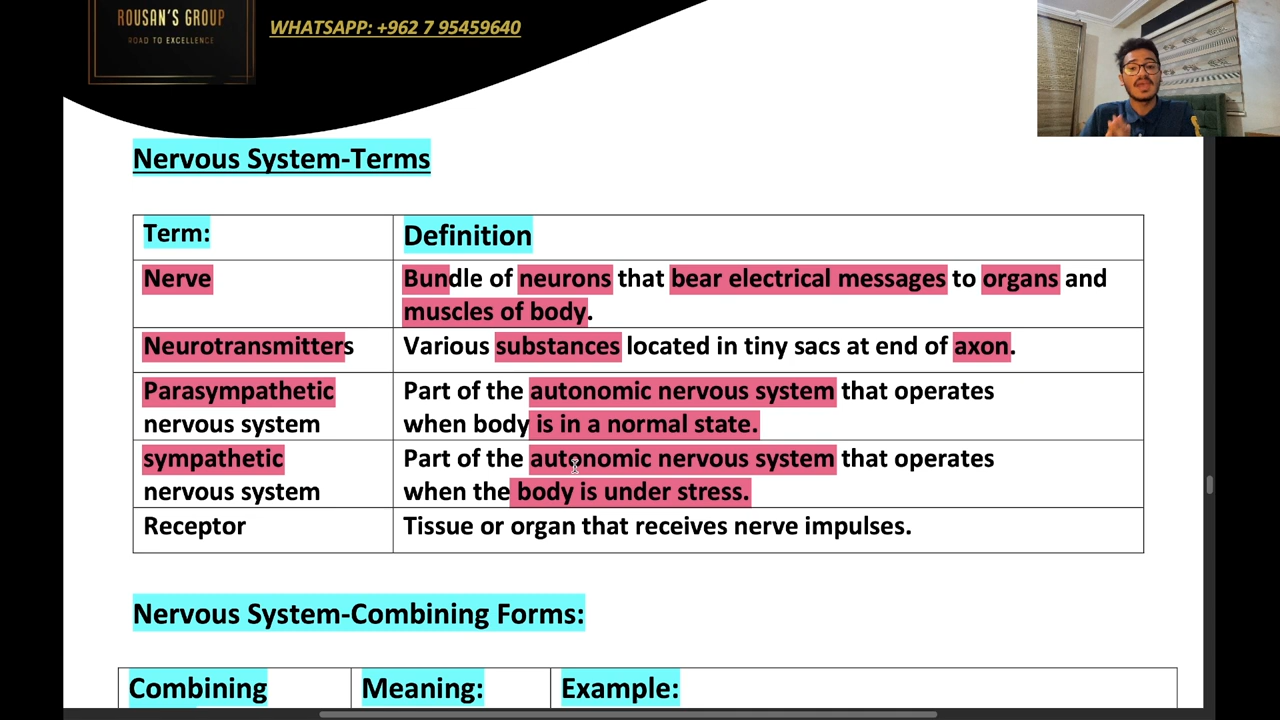 ROUSAN'S GROUP
ROAD TO EXCELLENCE
WHATSAPP: +962 7 95459640
Nervous System-Terms
Term:
Definition
Nerve
Bundle of neurons that bear electrical messages to organs and
muscles of body.
Neurotransmitters
Various substances located in tiny sacs at end of axon.
Parasympathetic
nervous system
Part of the autonomic nervous system that operates
when body is in a normal state.
sympathetic
nervous system
Part of the autonomic nervous system that operates
when the body is under stress.
Receptor
Tissue or organ that receives nerve impulses.
Nervous System-Combining Forms:
Combining
Meaning:
Example: